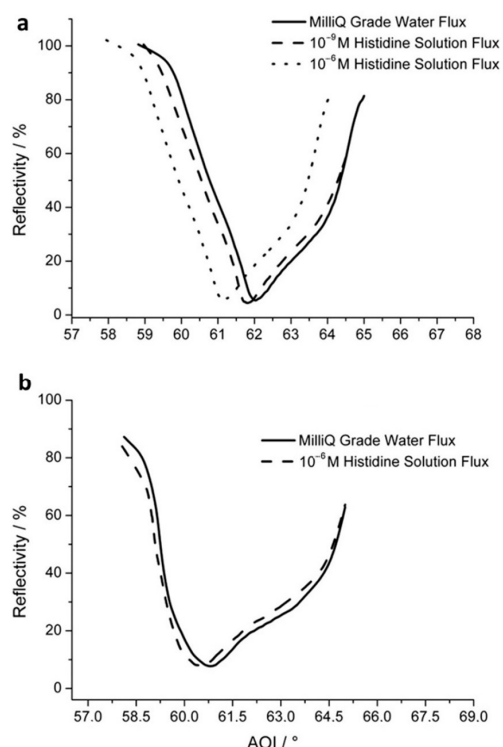 a
MilliQ Grade Water Flux
10⁻⁹M Histidine Solution Flux
10⁻⁶M Histidine Solution Flux
100
80
60
40
20
0
Reflectivity / %
57 58 59 60 61 62 63 64 65 66 67 68
b
MilliQ Grade Water Flux
10⁻⁶M Histidine Solution Flux
100
80
60
40
20
0
Reflectivity / %
57.0 58.5 60.0 61.5 63.0 64.5 66.0 67.5 69.0
AOI / °